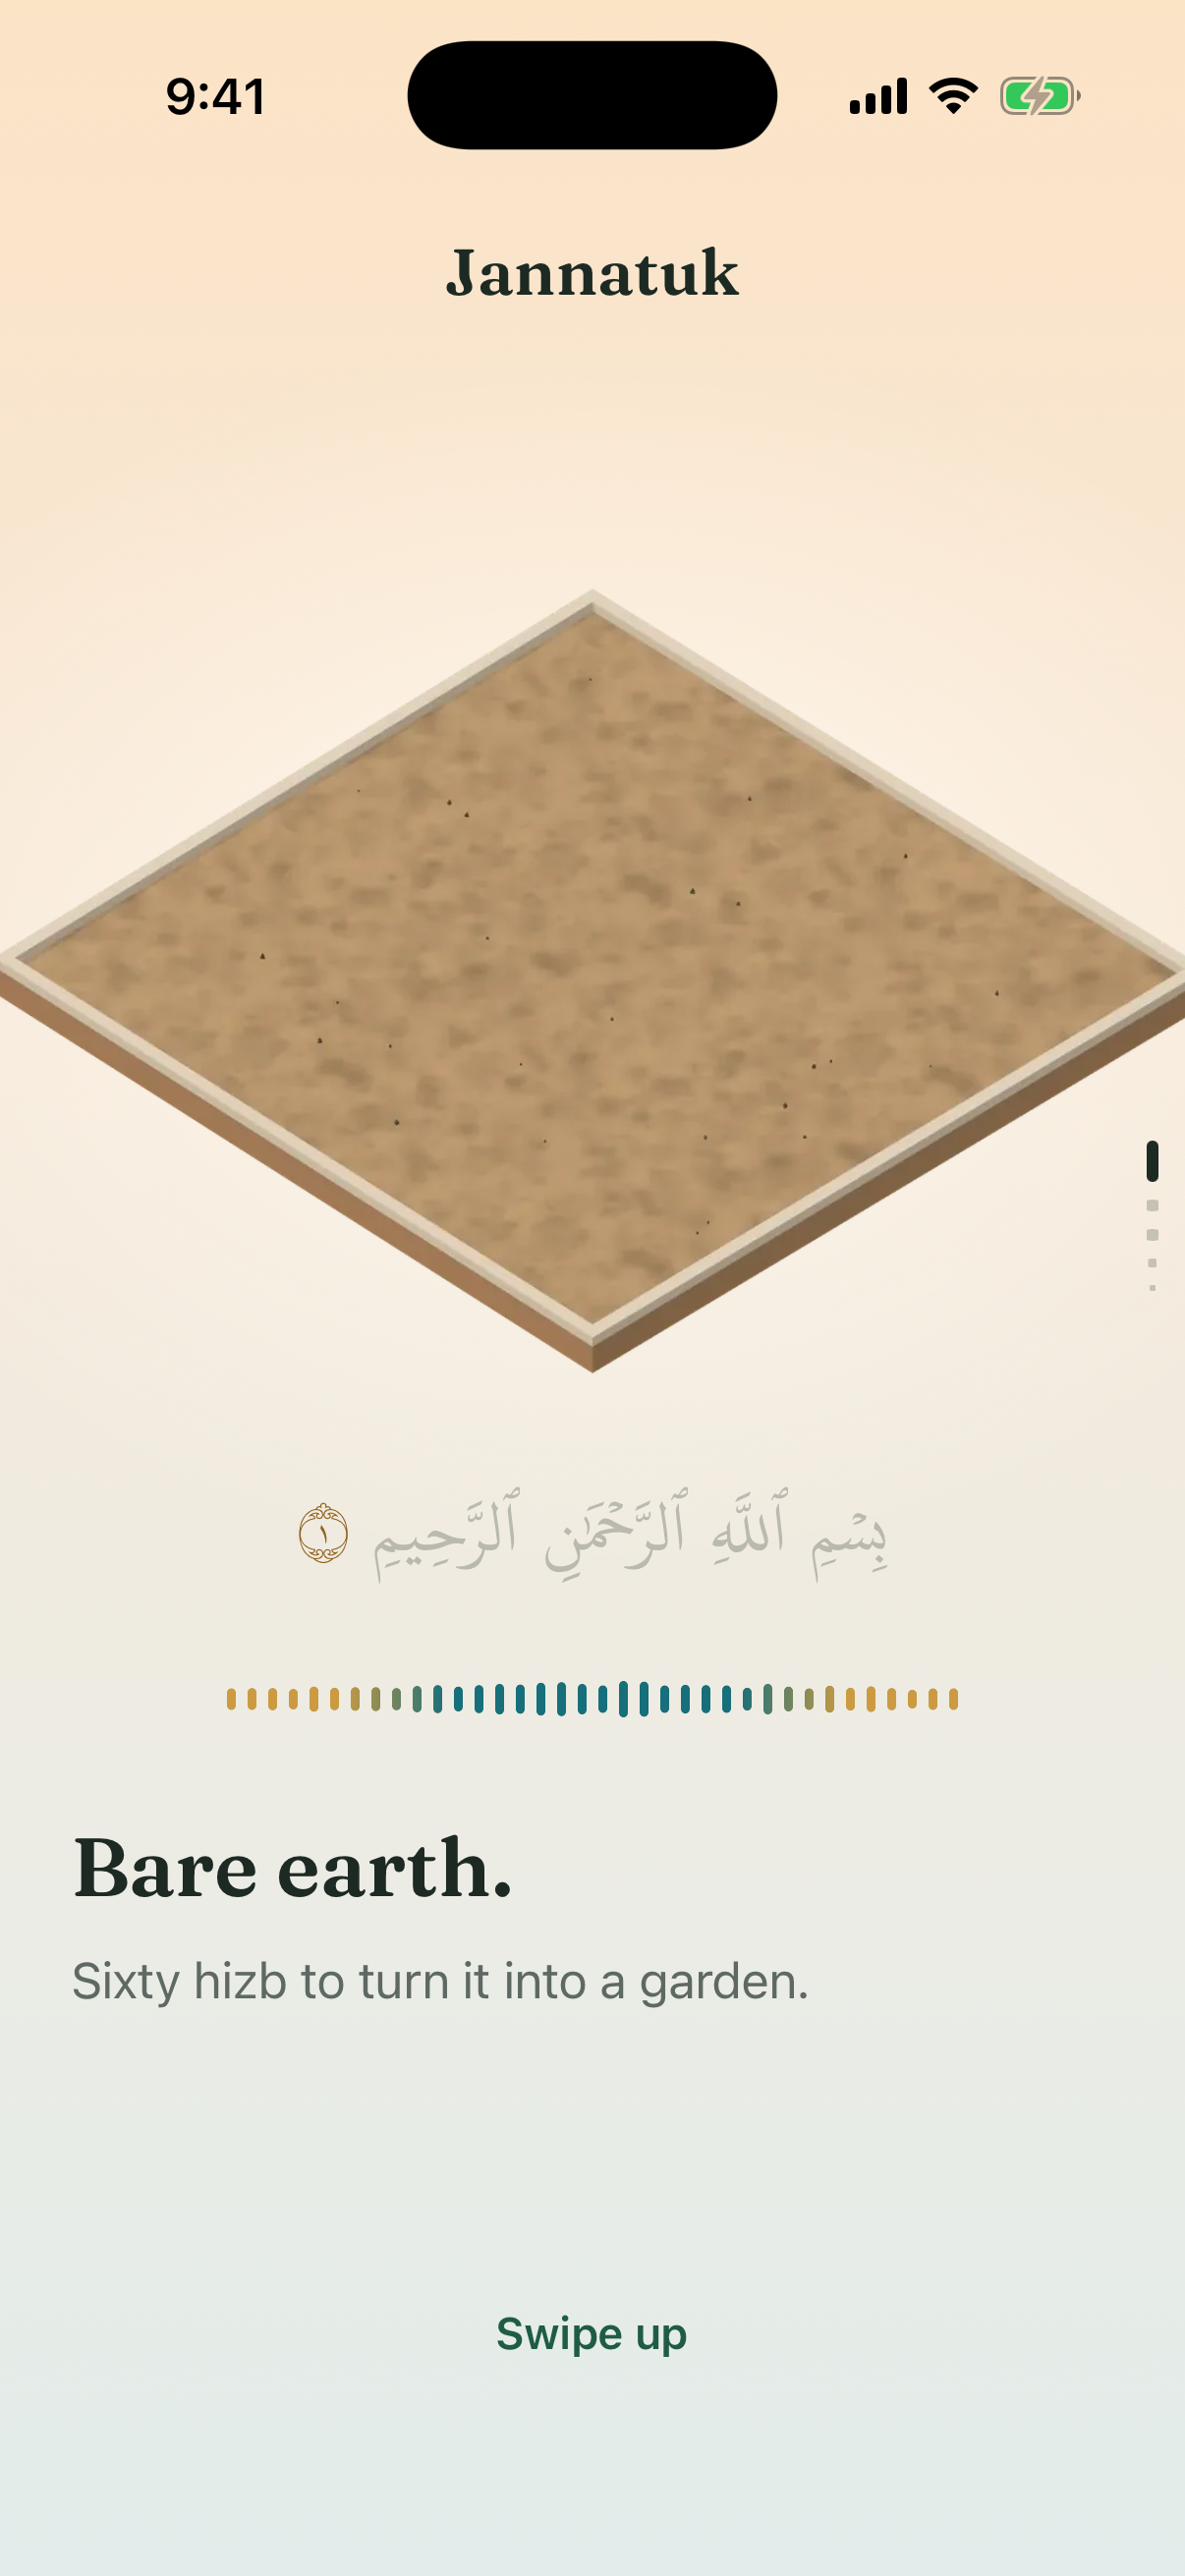 9:41
Jannatuk
بِسْمِ ٱللَّهِ ٱلرَّحْمَٰنِ ٱلرَّحِيمِ ١
Bare earth.
Sixty hizb to turn it into a garden.
Swipe up